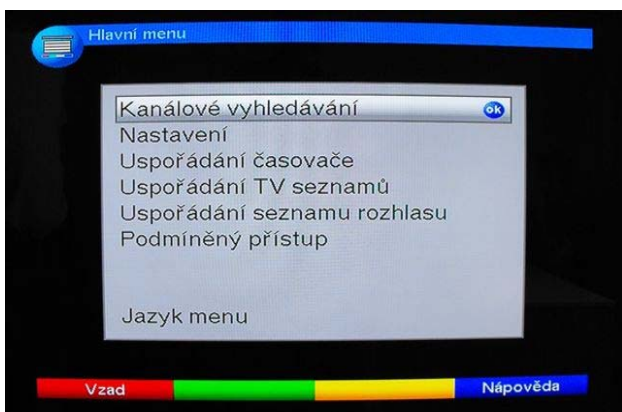 Hlavní menu
Kanálové vyhledávání ok
Nastavení
Uspořádání časovače
Uspořádání TV seznamů
Uspořádání seznamu rozhlasu
Podmíněný přístup
Jazyk menu
Vzad Nápověda